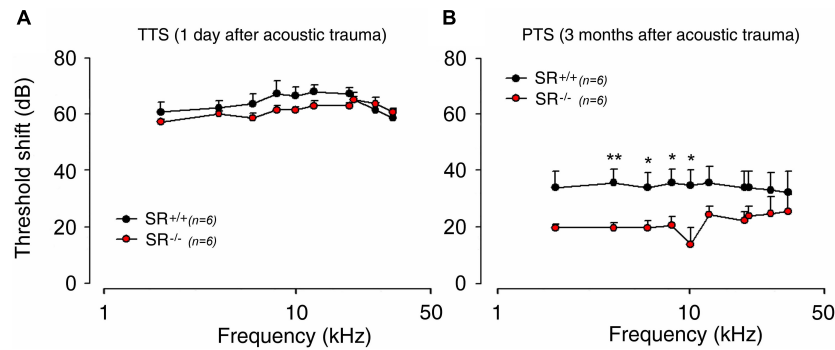 A
TTS (1 day after acoustic trauma)
Threshold shift (dB)
80
60
40
20
0
SR+/+ (n=6)
SR-/- (n=6)
1
10
50
Frequency (kHz)
B
PTS (3 months after acoustic trauma)
80
60
40
20
0
SR+/+ (n=6)
SR-/- (n=6)
** * * *
1
10
50
Frequency (kHz)